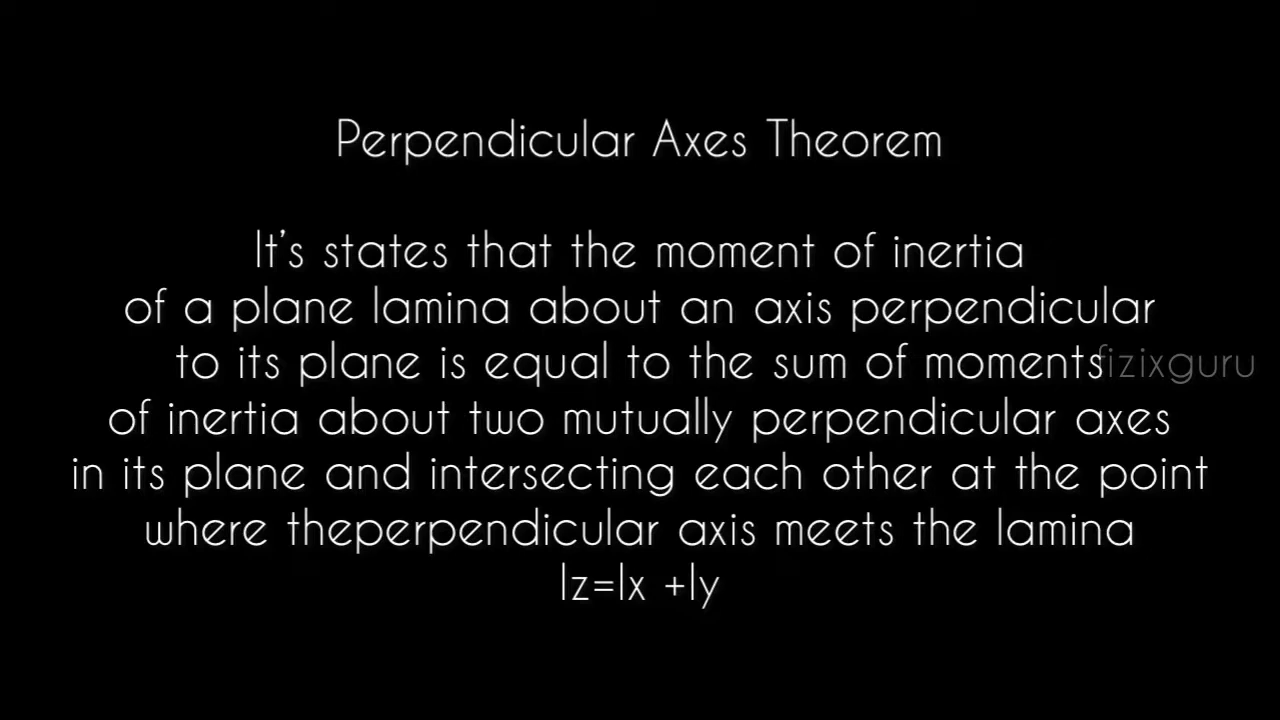 Perpendicular Axes Theorem
It's states that the moment of inertia
of a plane lamina about an axis perpendicular
to its plane is equal to the sum of moments
fizixguru
of inertia about two mutually perpendicular axes
in its plane and intersecting each other at the point
where theperpendicular axis meets the lamina
Iz=Ix +Iy